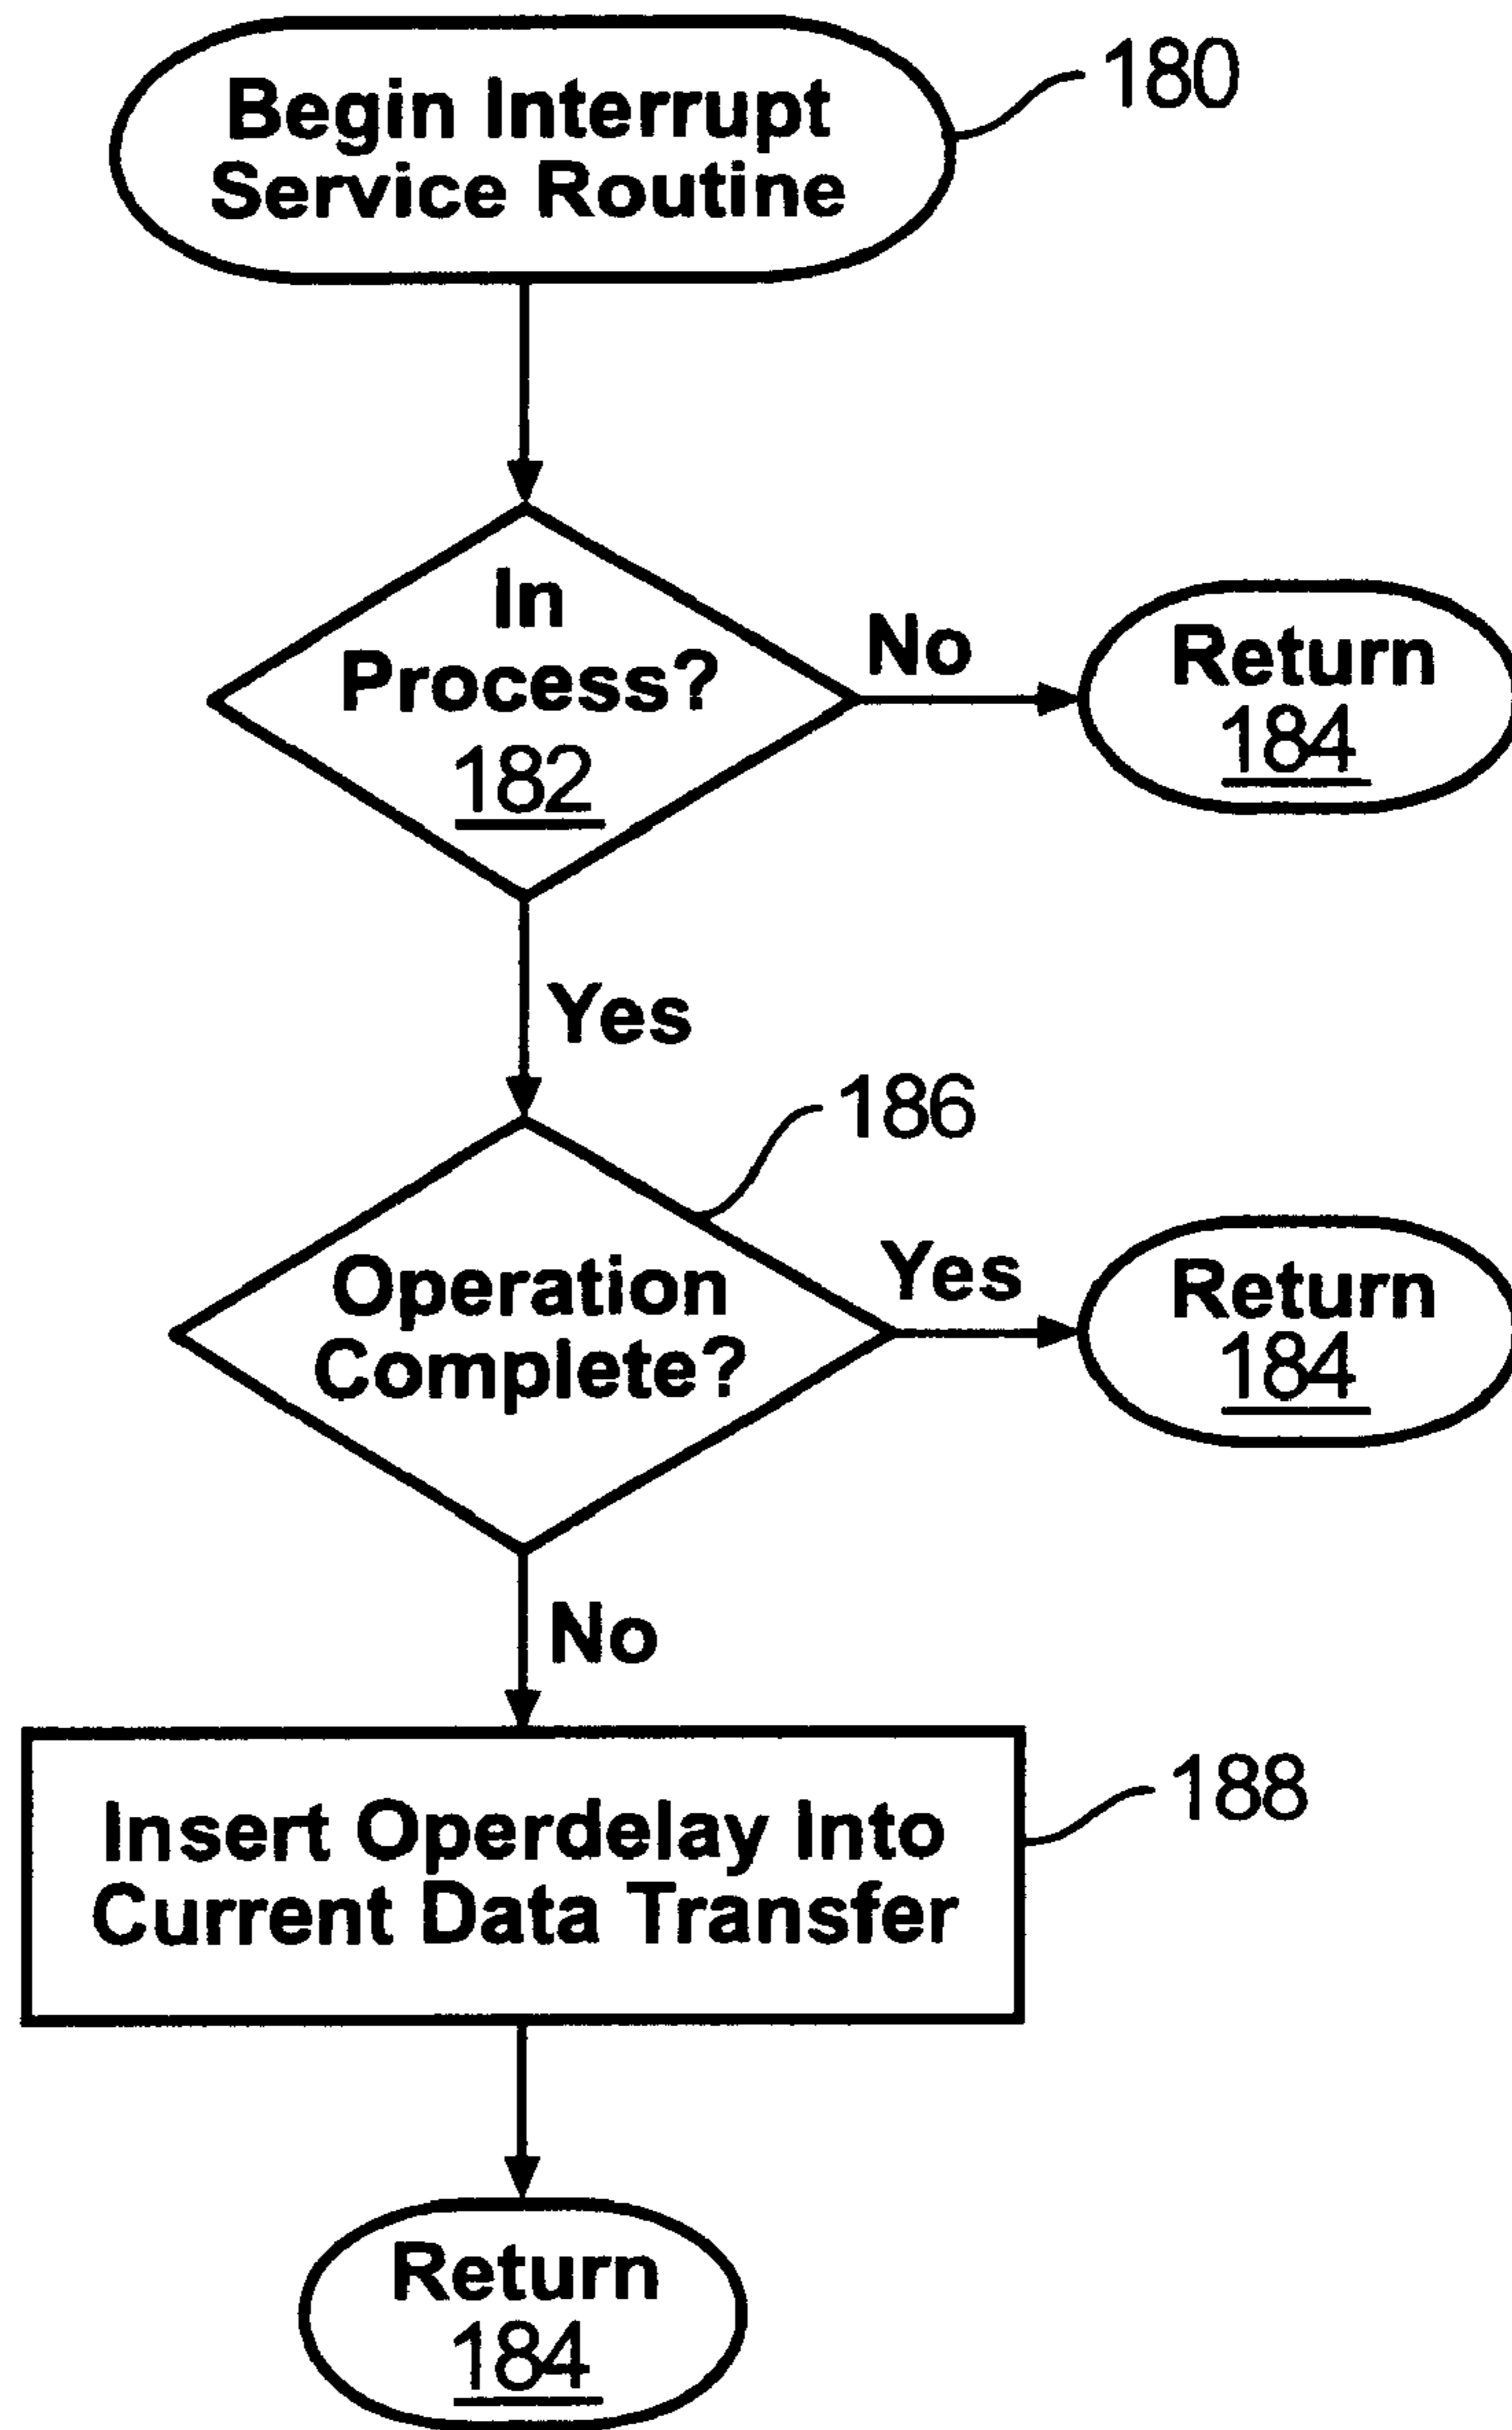 Begin Interrupt
Service Routine
180
In
Process?
182
No
Return
184
Yes
186
Operation
Complete?
Yes
Return
184
No
Insert Operdelay Into
Current Data Transfer
188
Return
184